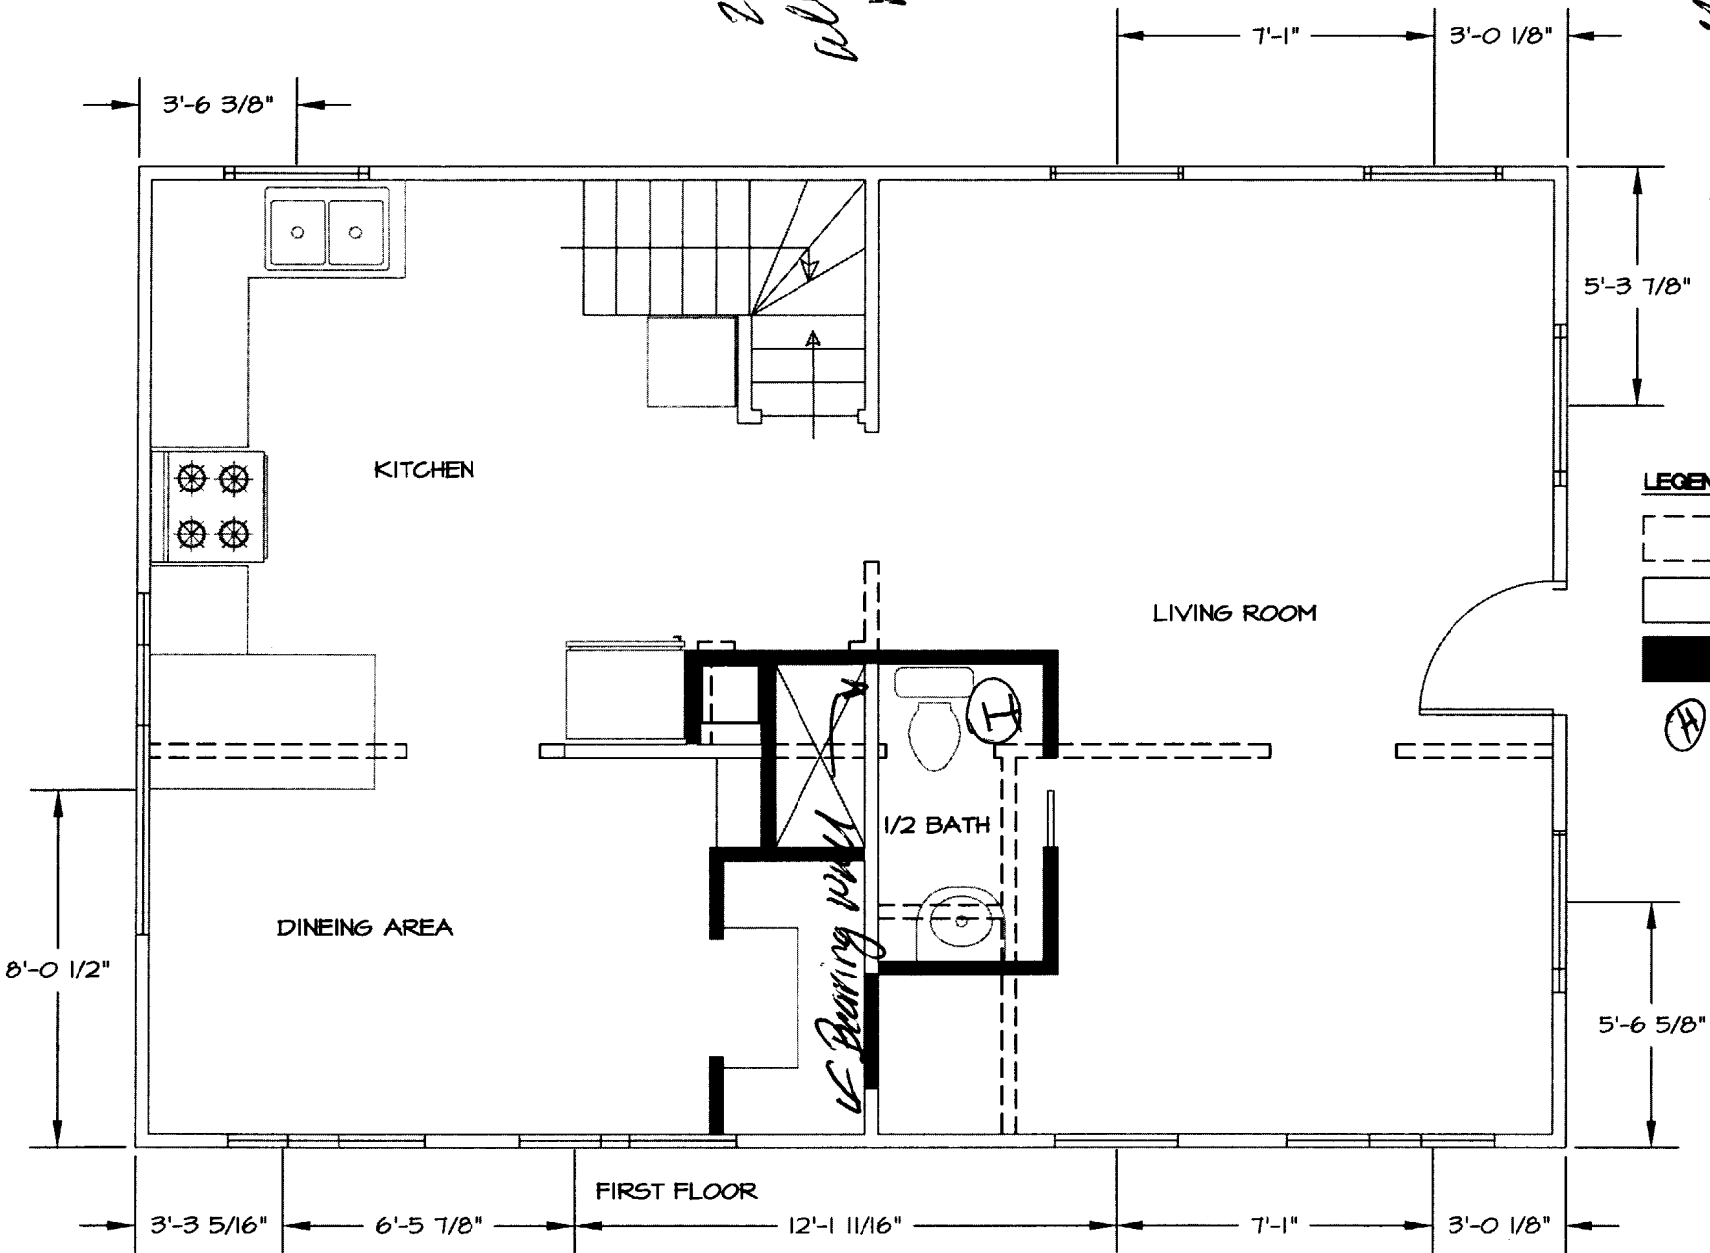 7'-1"
3'-0 1/8"
3'-6 3/8"
5'-3 7/8"
KITCHEN
LEGEN
LIVING ROOM
I
H
1/2 BATH
Braring Wall
DINEING AREA
8'-0 1/2"
5'-6 5/8"
FIRST FLOOR
3'-3 5/16"
6'-5 7/8"
12'-1 11/16"
7'-1"
3'-0 1/8"